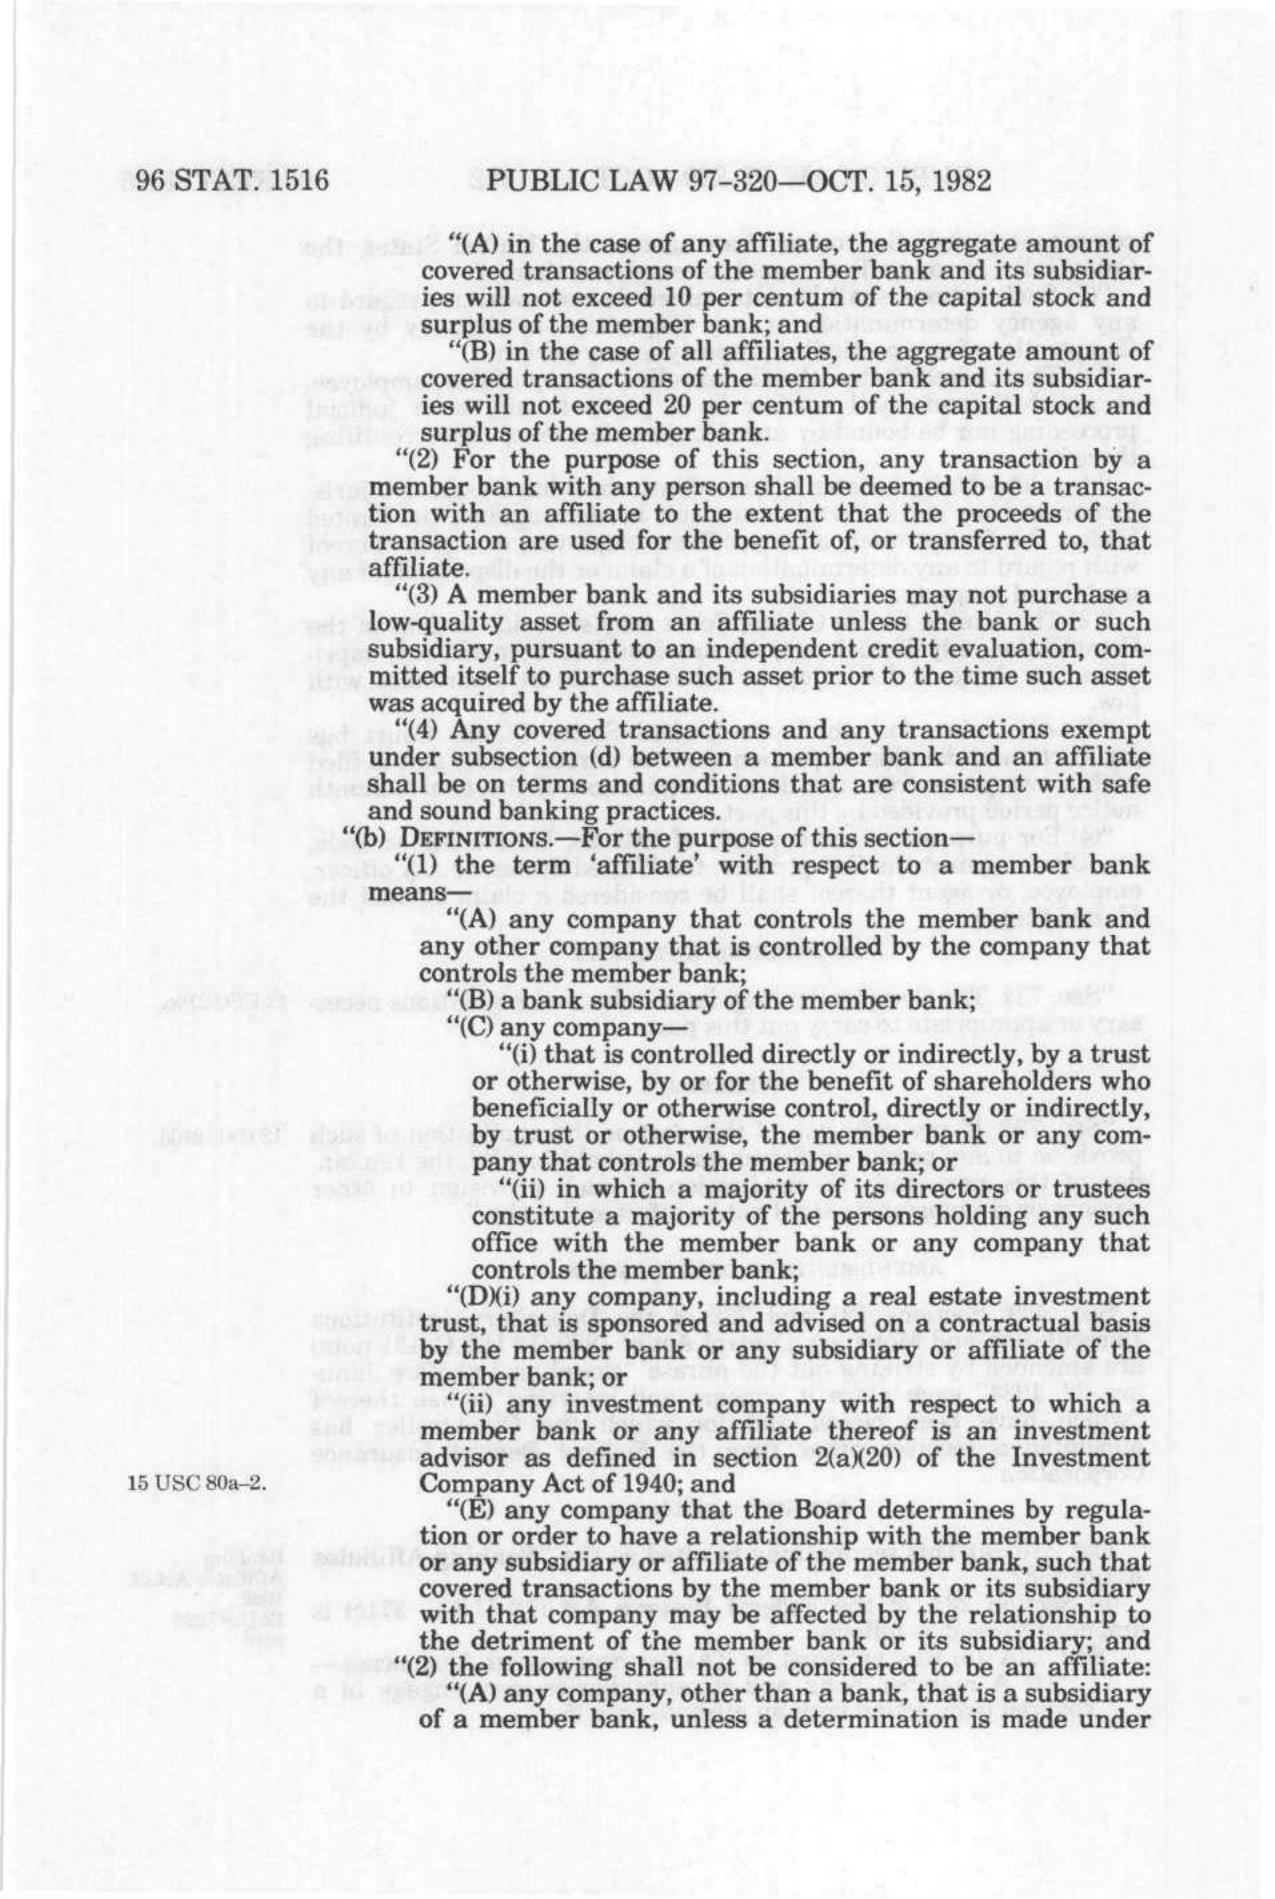 96 STAT. 1516
PUBLIC LAW 97-320—OCT. 15, 1982
“(A) in the case of any affiliate, the aggregate amount of
covered transactions of the member bank and its subsidiar-
ies will not exceed 10 per centum of the capital stock and
surplus of the member bank; and
“(B) in the case of all affiliates, the aggregate amount of
covered transactions of the member bank and its subsidiar-
ies will not exceed 20 per centum of the capital stock and
surplus of the member bank.
“(2) For the purpose of this section, any transaction by a
member bank with any person shall be deemed to be a transac-
tion with an affiliate to the extent that the proceeds of the
transaction are used for the benefit of, or transferred to, that
affiliate.
“(3) A member bank and its subsidiaries may not purchase a
low-quality asset from an affiliate unless the bank or such
subsidiary, pursuant to an independent credit evaluation, com-
mitted itself to purchase such asset prior to the time such asset
was acquired by the affiliate.
“(4) Any covered transactions and any transactions exempt
under subsection (d) between a member bank and an affiliate
shall be on terms and conditions that are consistent with safe
and sound banking practices.
“(b) DEFINITIONS.—For the purpose of this section—
“(1) the term ‘affiliate’ with respect to a member bank
means—
“(A) any company that controls the member bank and
any other company that is controlled by the company that
controls the member bank;
“(B) a bank subsidiary of the member bank;
“(C) any company—
“(i) that is controlled directly or indirectly, by a trust
or otherwise, by or for the benefit of shareholders who
beneficially or otherwise control, directly or indirectly,
by trust or otherwise, the member bank or any com-
pany that controls the member bank; or
“(ii) in which a majority of its directors or trustees
constitute a majority of the persons holding any such
office with the member bank or any company that
controls the member bank;
“(D)(i) any company, including a real estate investment
trust, that is sponsored and advised on a contractual basis
by the member bank or any subsidiary or affiliate of the
member bank; or
“(ii) any investment company with respect to which a
member bank or any affiliate thereof is an investment
advisor as defined in section 2(a)(20) of the Investment
15 USC 80a-2.
Company Act of 1940; and
“(E) any company that the Board determines by regula-
tion or order to have a relationship with the member bank
or any subsidiary or affiliate of the member bank, such that
covered transactions by the member bank or its subsidiary
with that company may be affected by the relationship to
the detriment of the member bank or its subsidiary; and
“(2) the following shall not be considered to be an affiliate:
“(A) any company, other than a bank, that is a subsidiary
of a member bank, unless a determination is made under